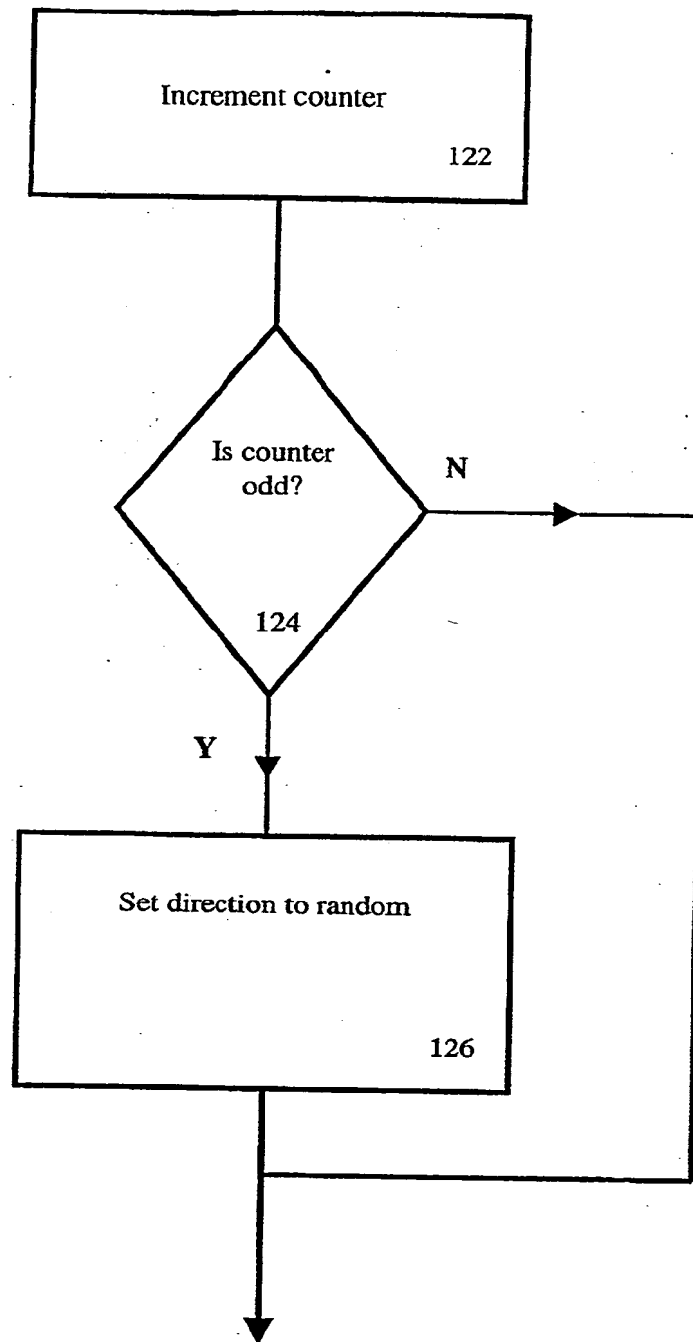 Increment counter
122
Is counter
odd?
N
124
Y
Set direction to random
126